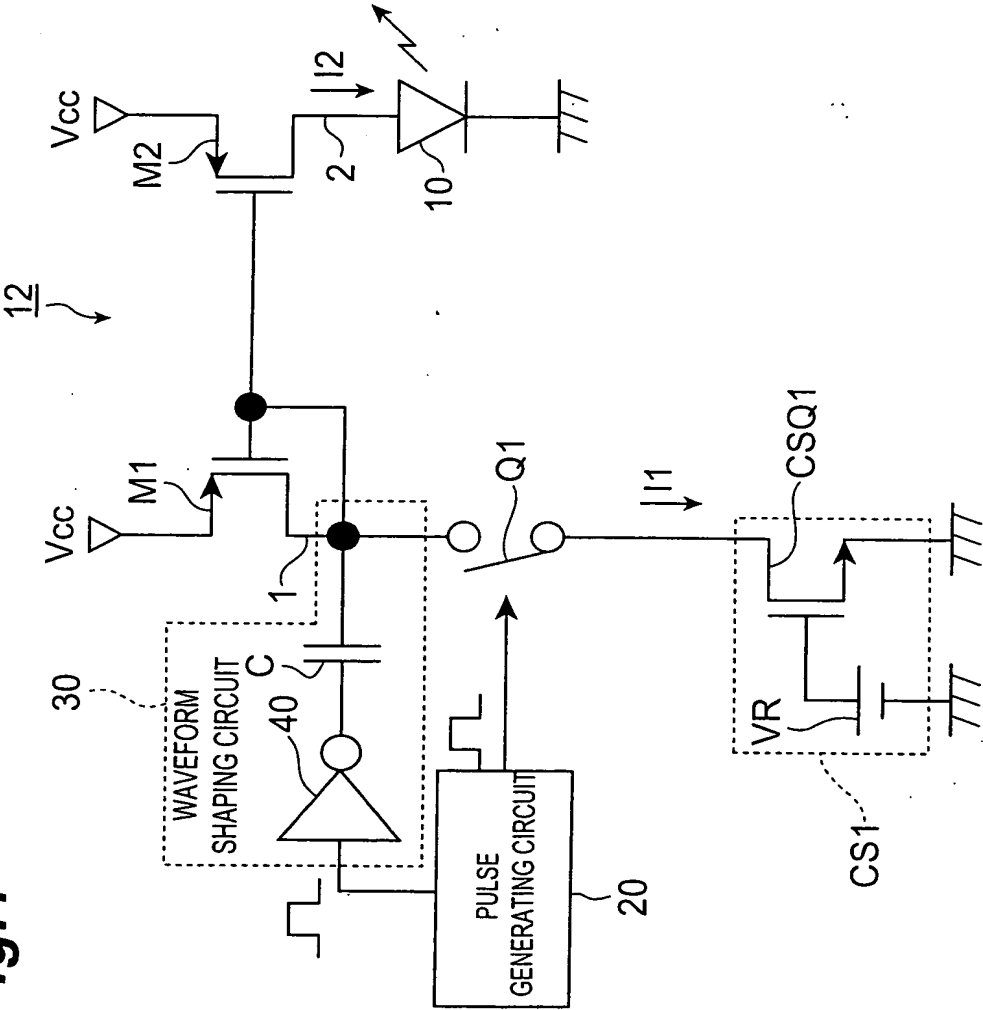 12
30
Vcc
Vcc
M1
M2
WAVEFORM
SHAPING CIRCUIT
C
40
1
I2
2
10
Q1
PULSE
GENERATING CIRCUIT
20
I1
CSQ1
VR
CS1